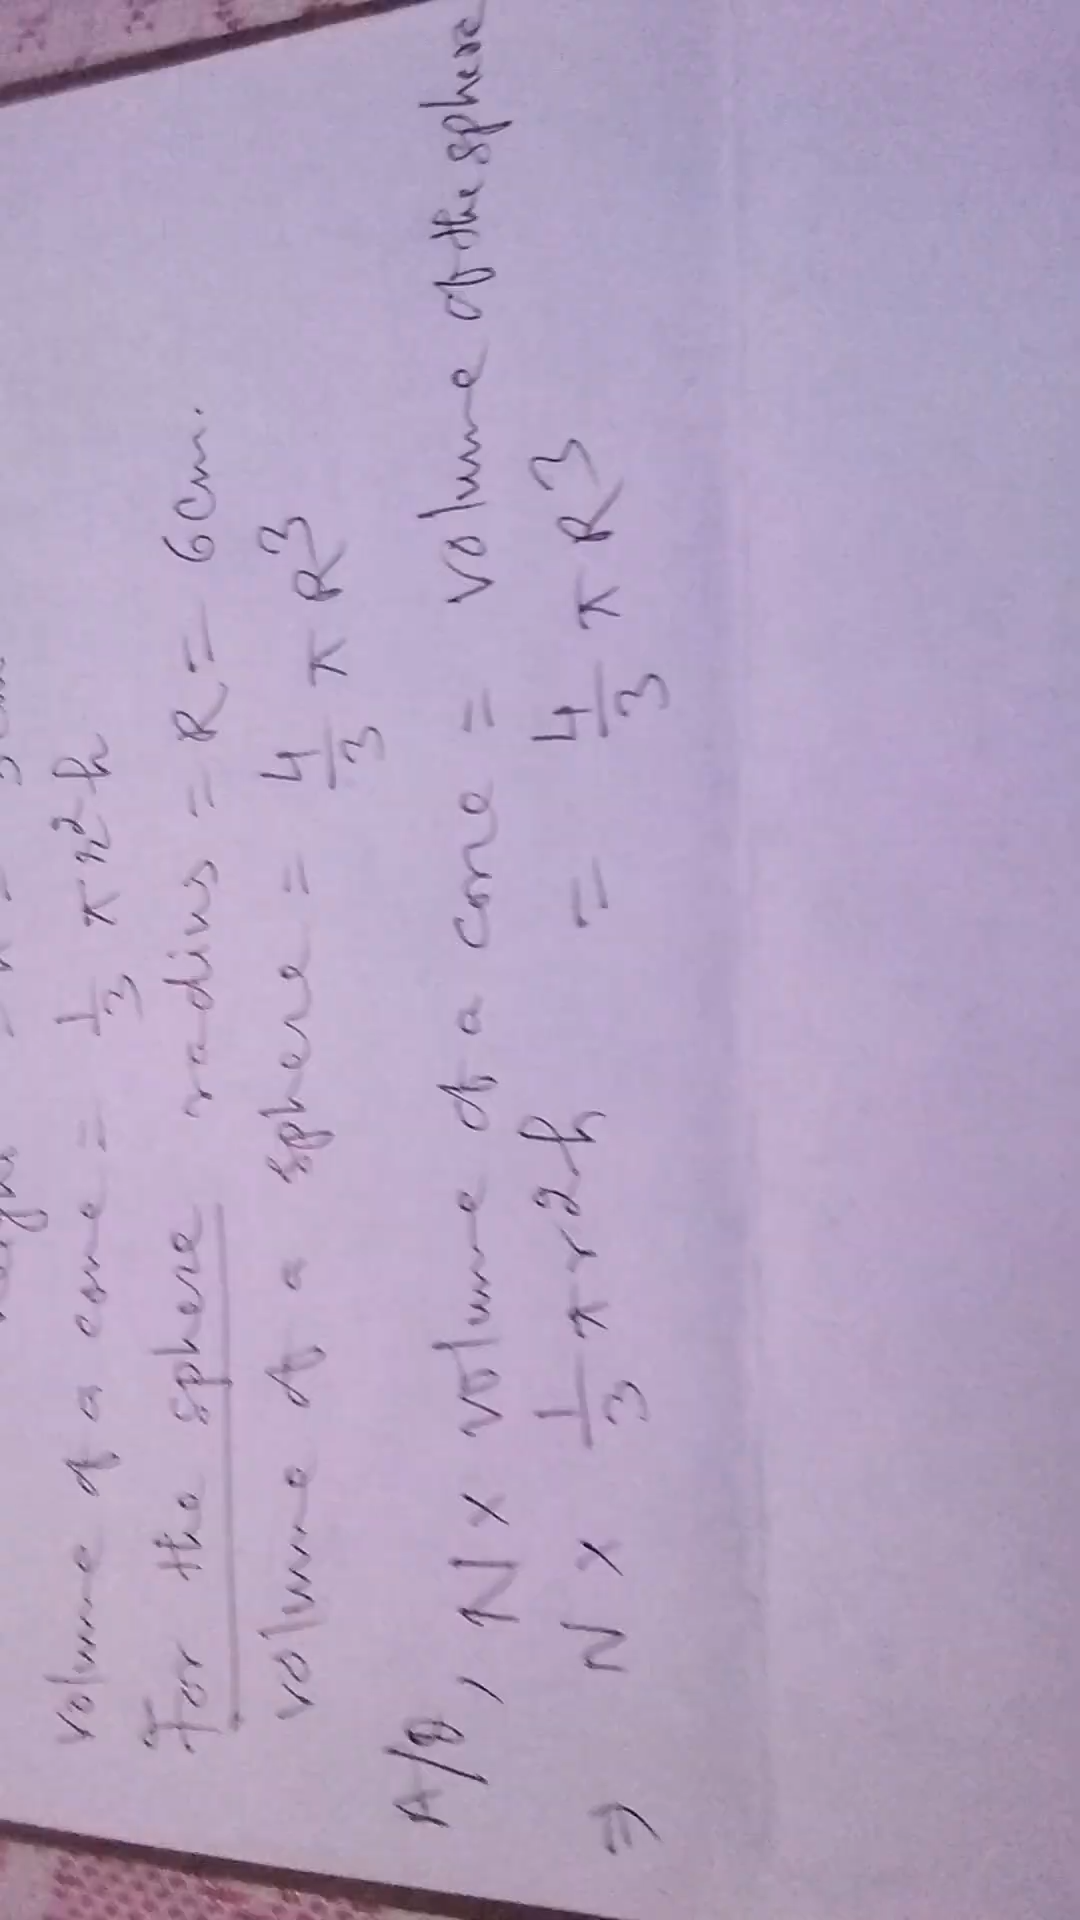 volume of a cone = 1/3 π r² h
For the sphere radius = R = 6 cm.
volume of a sphere = 4/3 π R³
A/Q, N × volume of a cone = volume of the sphere
⇒ N × 1/3 π r² h = 4/3 π R³